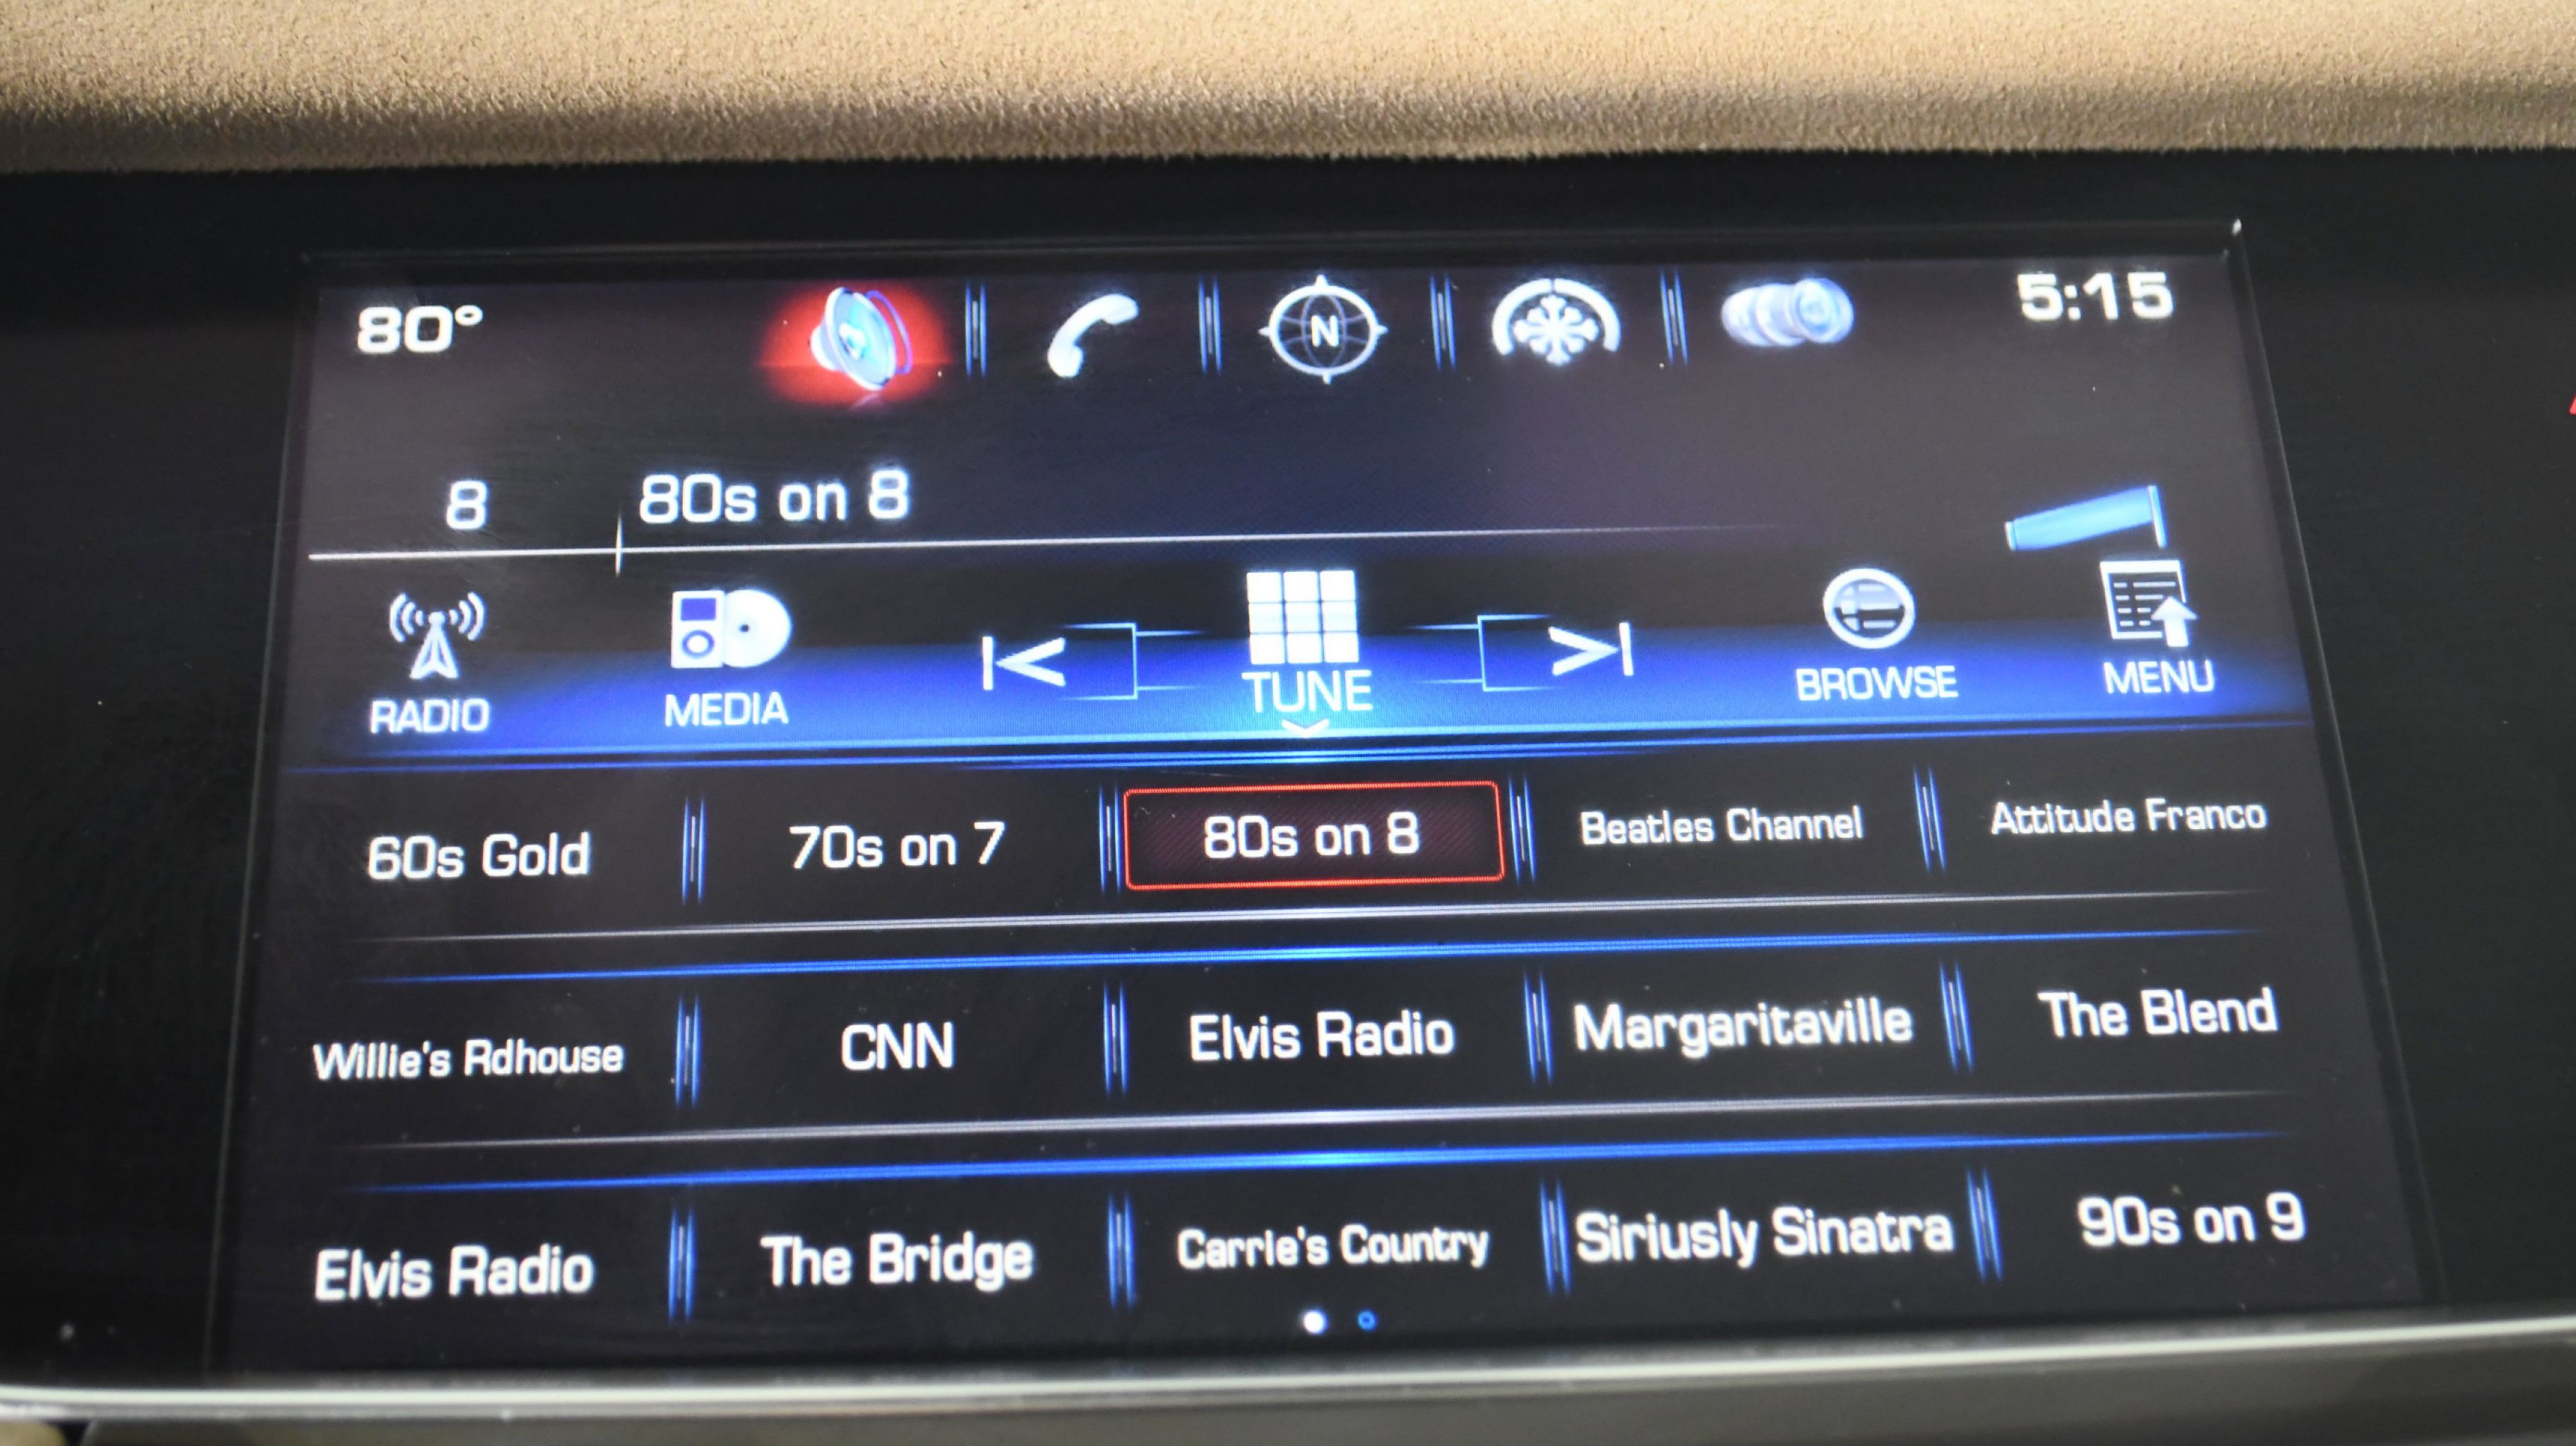 80° N 5:15
8 80s on 8
RADIO MEDIA TUNE BROWSE MENU
60s Gold 70s on 7 80s on 8 Beatles Channel Attitude Franco
Willie's Rdhouse CNN Elvis Radio Margaritaville The Blend
Elvis Radio The Bridge Carrie's Country Siriusly Sinatra 90s on 9